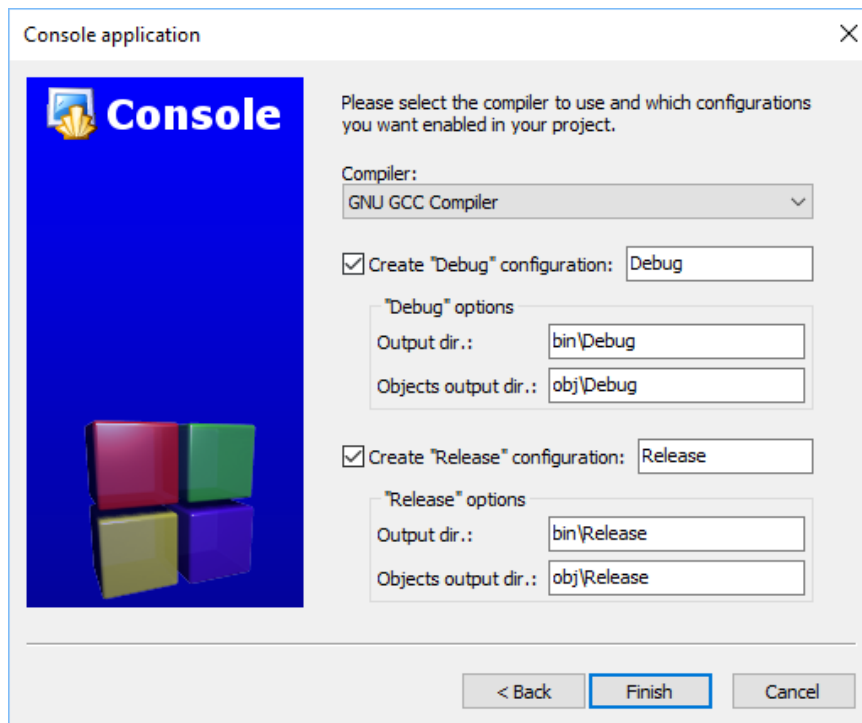 Console application
Console
Please select the compiler to use and which configurations
you want enabled in your project.
Compiler:
GNU GCC Compiler
Create "Debug" configuration: Debug
"Debug" options
Output dir.: bin\Debug
Objects output dir.: obj\Debug
Create "Release" configuration: Release
"Release" options
Output dir.: bin\Release
Objects output dir.: obj\Release
< Back Finish Cancel